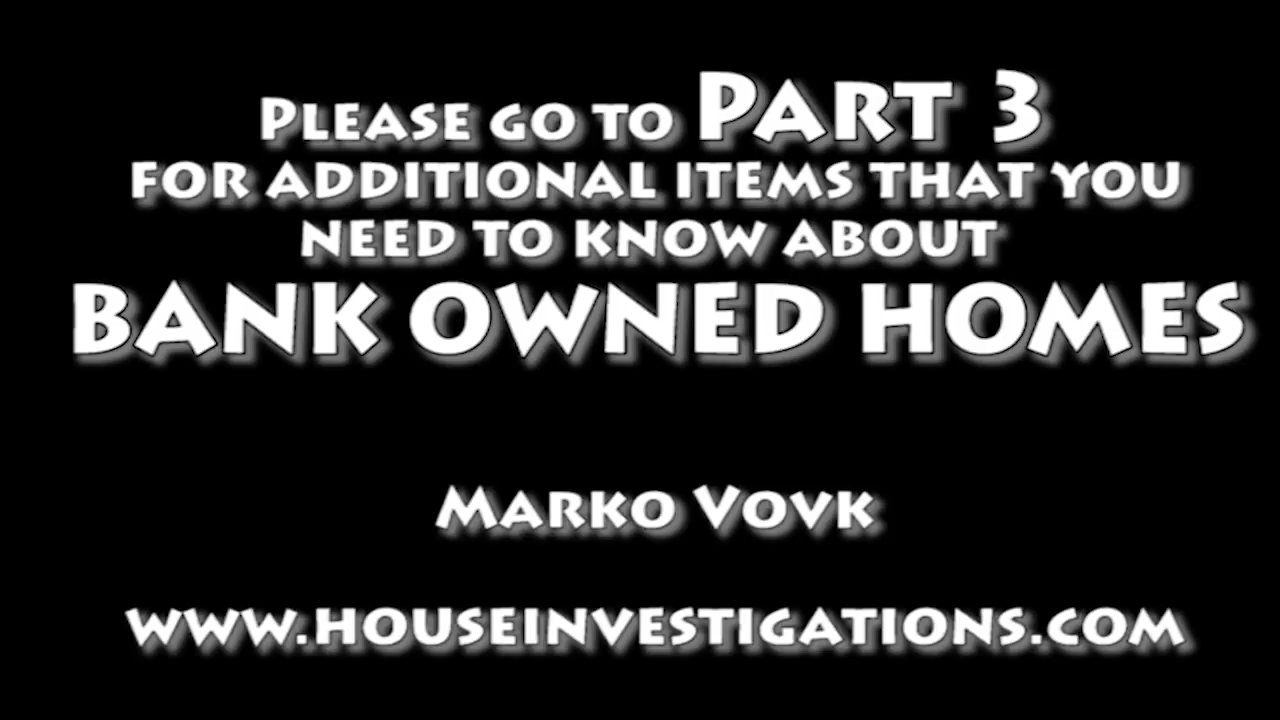 Please go to Part 3
for additional items that you
need to know about
BANK OWNED HOMES
Marko Vovk
www.houseinvestigations.com